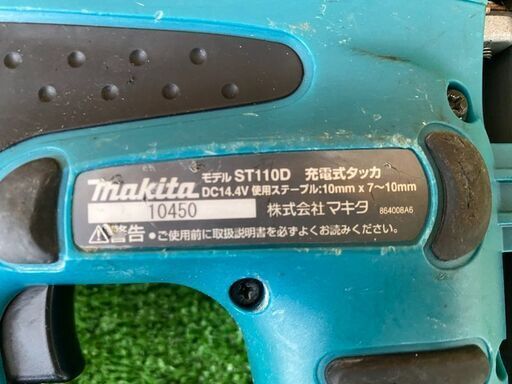 モデル ST110D 充電式タッカ
makita
DC14.4V 使用ステープル:10mm x 7~10mm
10450
株式会社マキタ
864008A6
警告 ●ご使用前に取扱説明書を必ずよくお読みください。